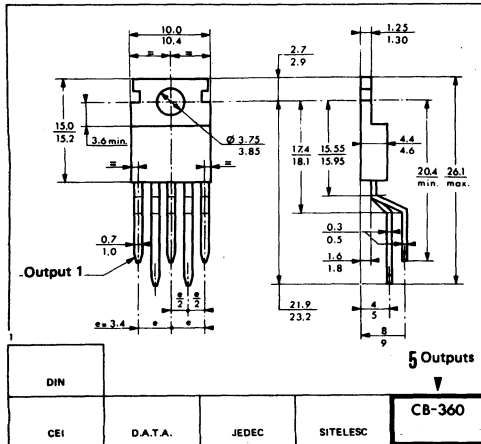 10.0
10.4
=
=
1.25
1.30
2.7
2.9
15.0
15.2
3.6 min.
Ø 3.75
3.85
17.4
18.1
15.55
15.95
4.4
4.6
20.4
min.
26.1
max.
=
=
0.7
1.0
Output 1
0.3
0.5
1.6
1.8
e
2
e
2
e = 3.4
e
e
21.9
23.2
4
5
8
9
1
5 Outputs
DIN
CEI
D.A.T.A.
JEDEC
SITELESC
CB-360